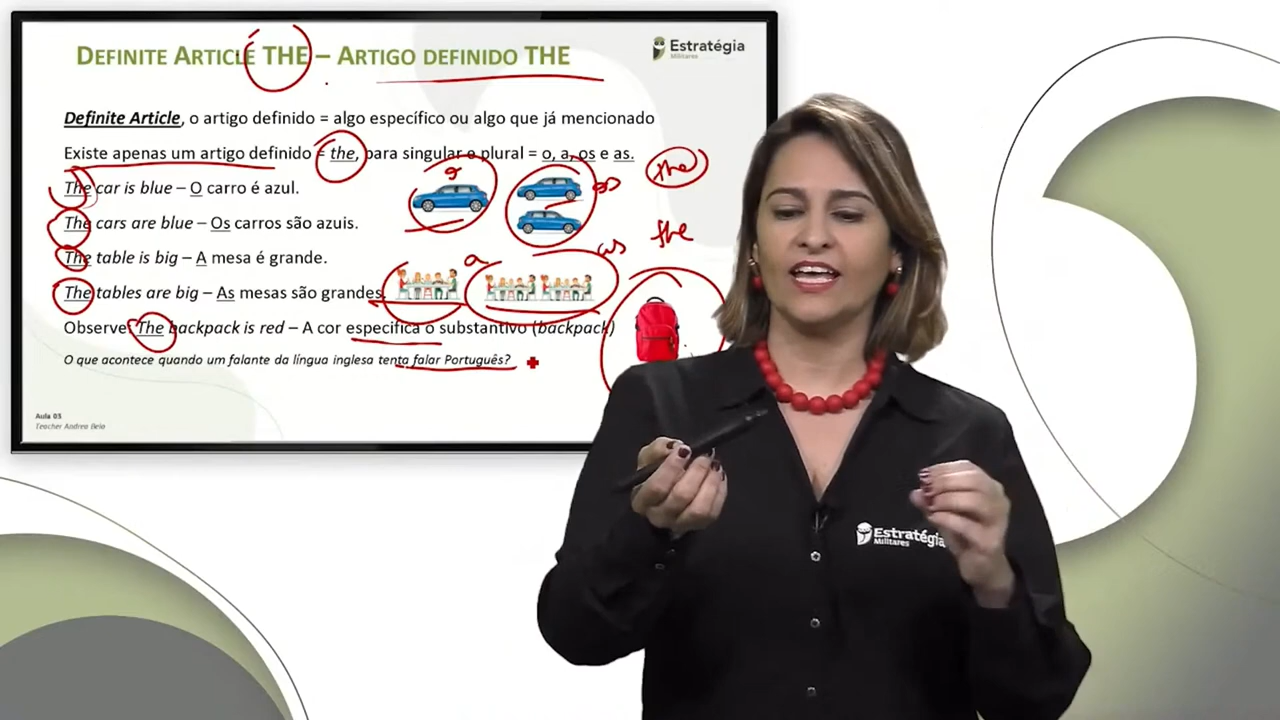 DEFINITE ARTICLE THE – ARTIGO DEFINIDO THE
Estratégia
Militares
Definite Article, o artigo definido = algo específico ou algo que já mencionado
Existe apenas um artigo definido = the, para singular e plural = o, a, os e as.
the
The car is blue – O carro é azul.
o
os
The cars are blue – Os carros são azuis.
the
The table is big – A mesa é grande.
a
as
The tables are big – As mesas são grandes.
Observe: The backpack is red – A cor especifica o substantivo (backpack)
O que acontece quando um falante da língua inglesa tenta falar Português?
Aula 03
Teacher Andrea Belo
Estratégia
Militares